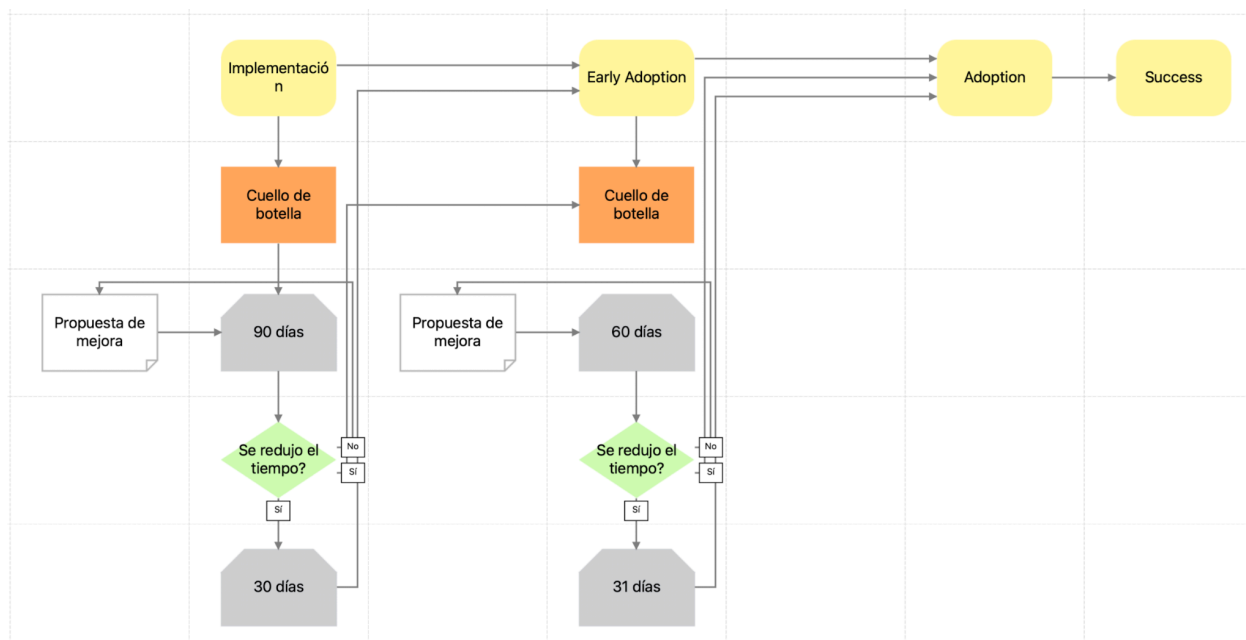 Implementació
n
Early Adoption
Adoption
Success
Cuello de
botella
Cuello de
botella
Propuesta de
mejora
90 días
Propuesta de
mejora
60 días
Se redujo el
tiempo?
No
Sí
Sí
Se redujo el
tiempo?
No
Sí
Sí
30 días
31 días